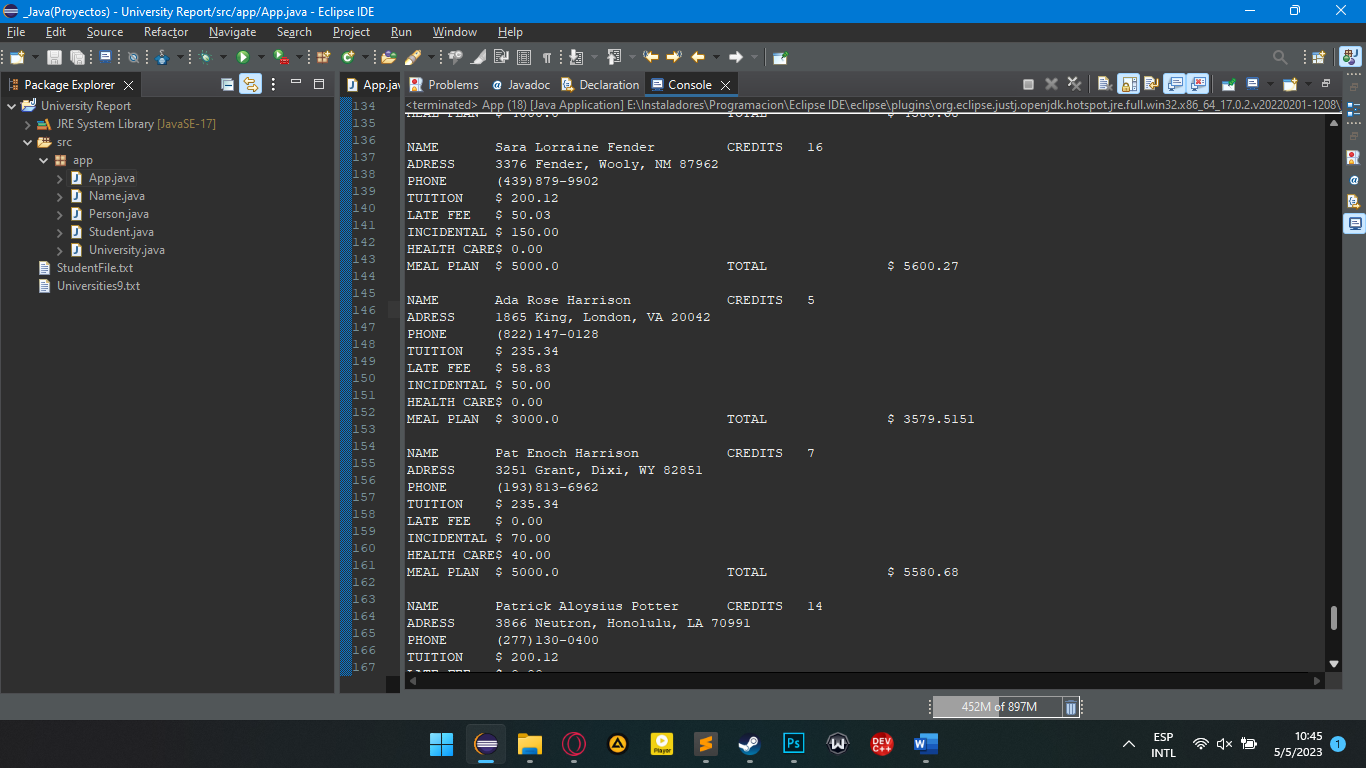 _Java(Proyectos) - University Report/src/app/App.java - Eclipse IDE
File Edit Source Refactor Navigate Search Project Run Window Help
Package Explorer
University Report
JRE System Library [JavaSE-17]
src
app
App.java
Name.java
Person.java
Student.java
University.java
StudentFile.txt
Universities9.txt
App.jav
134
135
136
137
138
139
140
141
142
143
144
145
146
147
148
149
150
151
152
153
154
155
156
157
158
159
160
161
162
163
164
165
166
167
Problems Javadoc Declaration Console
<terminated> App (18) [Java Application] E:\Instaladores\Programacion\Eclipse IDE\eclipse\plugins\org.eclipse.justj.openjdk.hotspot.jre.full.win32.x86_64_17.0.2.v20220201-1208\
NAME Sara Lorraine Fender CREDITS 16
ADRESS 3376 Fender, Wooly, NM 87962
PHONE (439)879-9902
TUITION $ 200.12
LATE FEE $ 50.03
INCIDENTAL $ 150.00
HEALTH CARE$ 0.00
MEAL PLAN $ 5000.0 TOTAL $ 5600.27
NAME Ada Rose Harrison CREDITS 5
ADRESS 1865 King, London, VA 20042
PHONE (822)147-0128
TUITION $ 235.34
LATE FEE $ 58.83
INCIDENTAL $ 50.00
HEALTH CARE$ 0.00
MEAL PLAN $ 3000.0 TOTAL $ 3579.5151
NAME Pat Enoch Harrison CREDITS 7
ADRESS 3251 Grant, Dixi, WY 82851
PHONE (193)813-6962
TUITION $ 235.34
LATE FEE $ 0.00
INCIDENTAL $ 70.00
HEALTH CARE$ 40.00
MEAL PLAN $ 5000.0 TOTAL $ 5580.68
NAME Patrick Aloysius Potter CREDITS 14
ADRESS 3866 Neutron, Honolulu, LA 70991
PHONE (277)130-0400
TUITION $ 200.12
452M of 897M
Player
Ps
DEV C++
W
ESP
INTL
10:45
5/5/2023
1